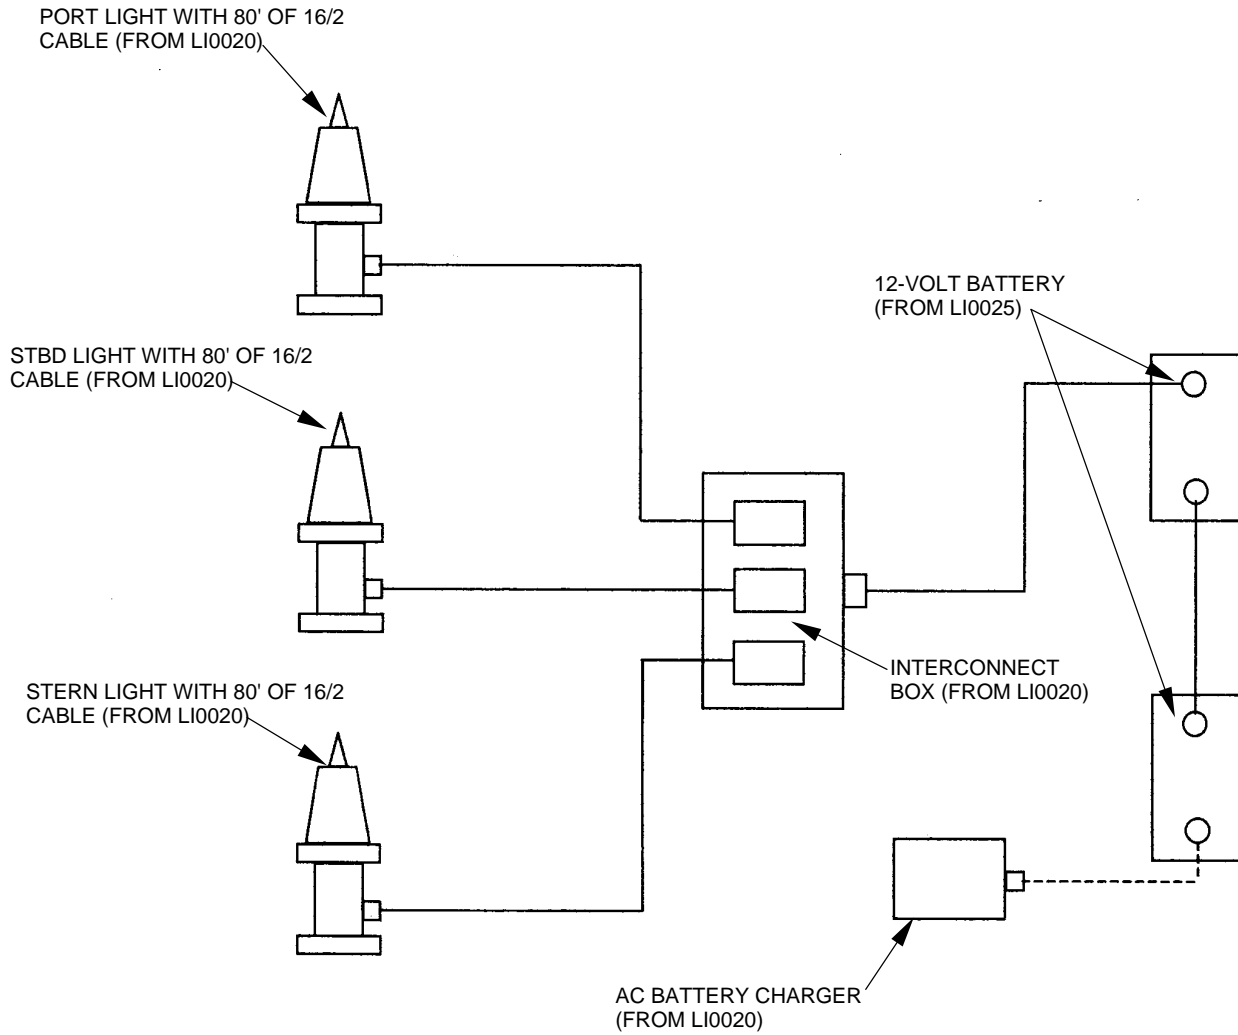 PORT LIGHT WITH 80' OF 16/2
CABLE (FROM LI0020)
12-VOLT BATTERY
(FROM LI0025)
STBD LIGHT WITH 80' OF 16/2
CABLE (FROM LI0020)
INTERCONNECT
BOX (FROM LI0020)
STERN LIGHT WITH 80' OF 16/2
CABLE (FROM LI0020)
AC BATTERY CHARGER
(FROM LI0020)